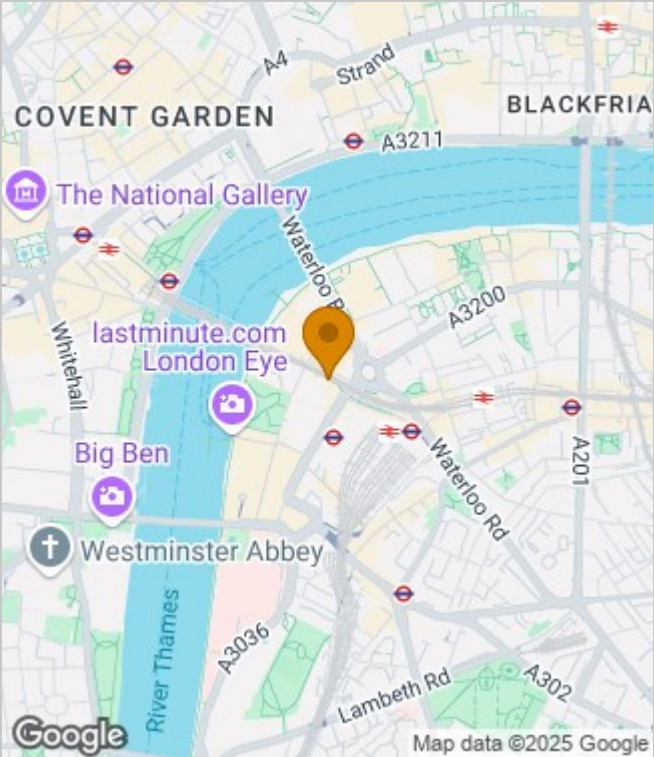 A4
Strand
COVENT GARDEN
BLACKFRIA
A3211
The National Gallery
Waterloo R
A3200
lastminute.com
London Eye
Whitehall
Big Ben
Waterloo Rd
A201
Westminster Abbey
River Thames
A3036
Lambeth Rd
A302
Google
Map data ©2025 Google